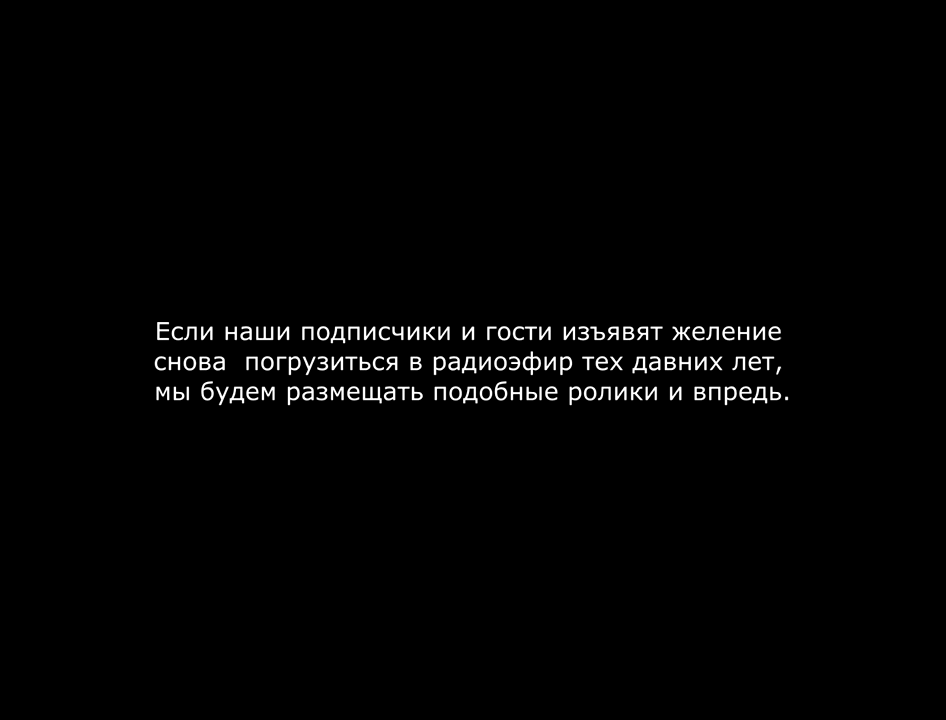 Если наши подписчики и гости изъявят желение
снова  погрузиться в радиоэфир тех давних лет,
мы будем размещать подобные ролики и впредь.